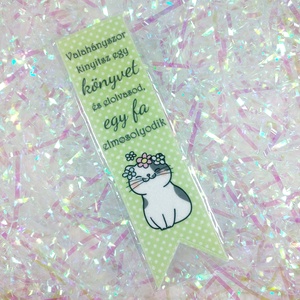 Valahányszor
kinyitsz egy
könyvet
és elolvasod,
egy fa
elmosolyodik